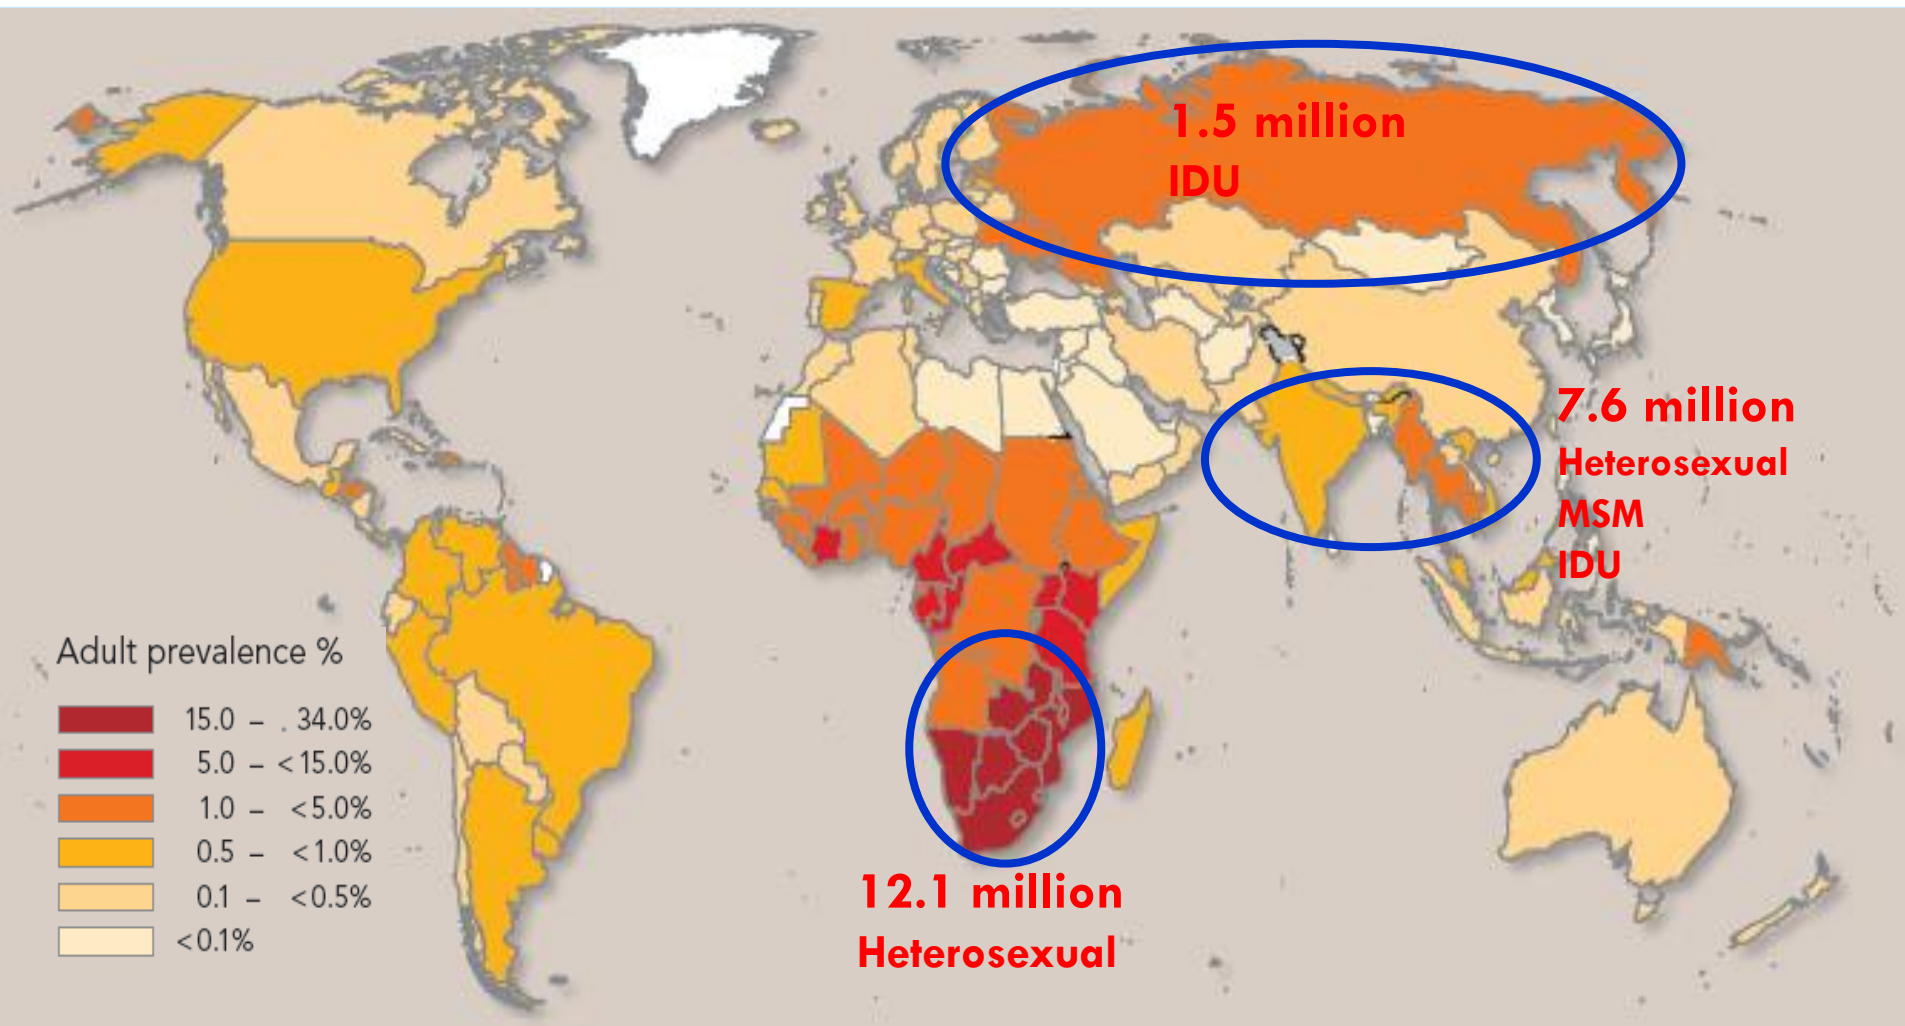 1.5 million
IDU
7.6 million
Heterosexual
MSM
IDU
Adult prevalence %
15.0 – . 34.0%
5.0 – <15.0%
1.0 – <5.0%
0.5 – <1.0%
0.1 – <0.5%
<0.1%
12.1 million
Heterosexual